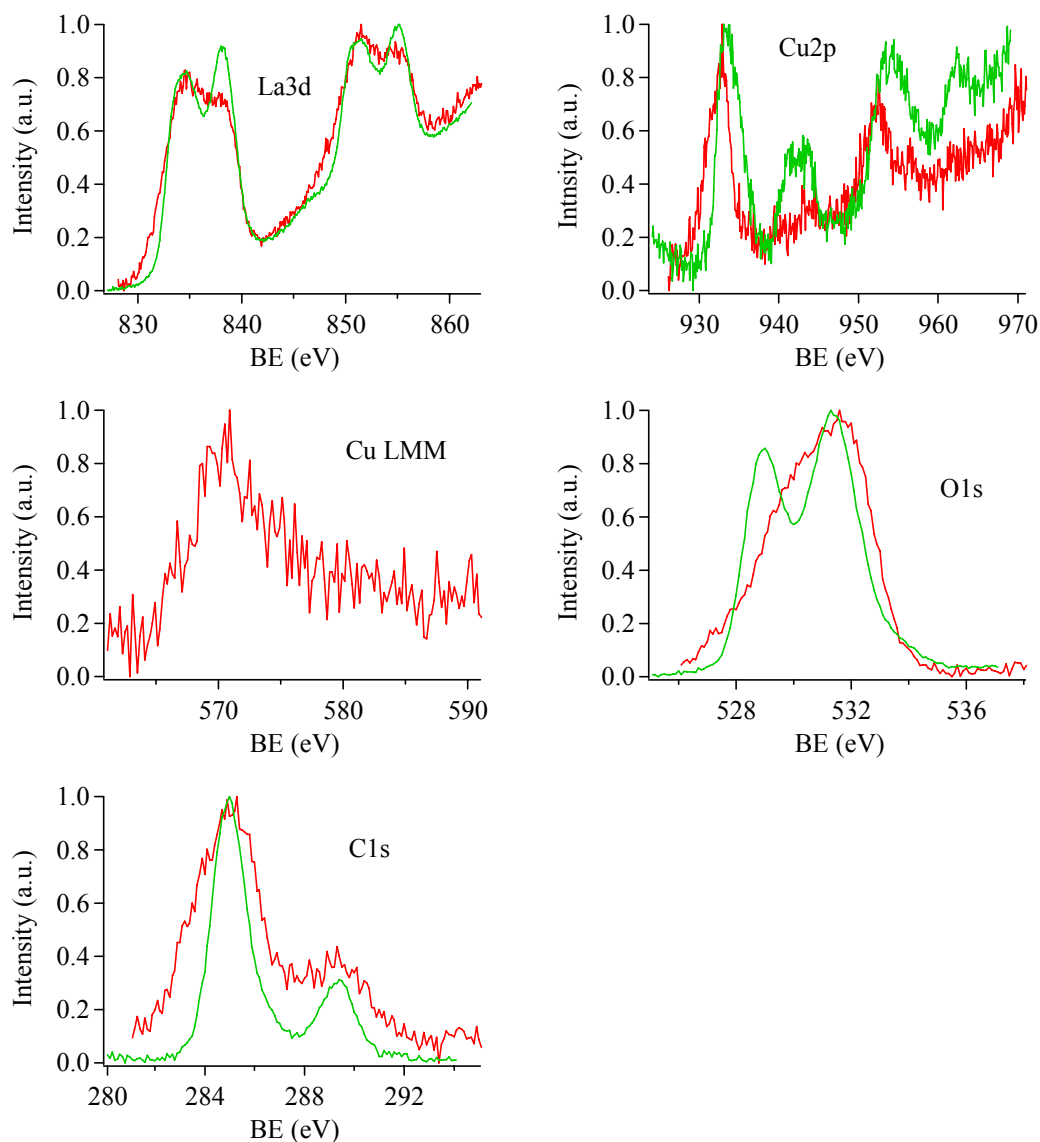 1.0
0.8
0.6
0.4
0.2
0.0
Intensity (a.u.)
La3d
830 840 850 860
BE (eV)
1.0
0.8
0.6
0.4
0.2
0.0
Intnsity (a.u.)
Cu2p
930 940 950 960 970
BE (eV)
1.0
0.8
0.6
0.4
0.2
0.0
Intensity (a.u.)
Cu LMM
570 580 590
BE (eV)
1.0
0.8
0.6
0.4
0.2
0.0
Intensity (a.u.)
O1s
528 532 536
BE (eV)
1.0
0.8
0.6
0.4
0.2
0.0
Intensity (a.u.)
C1s
280 284 288 292
BE (eV)